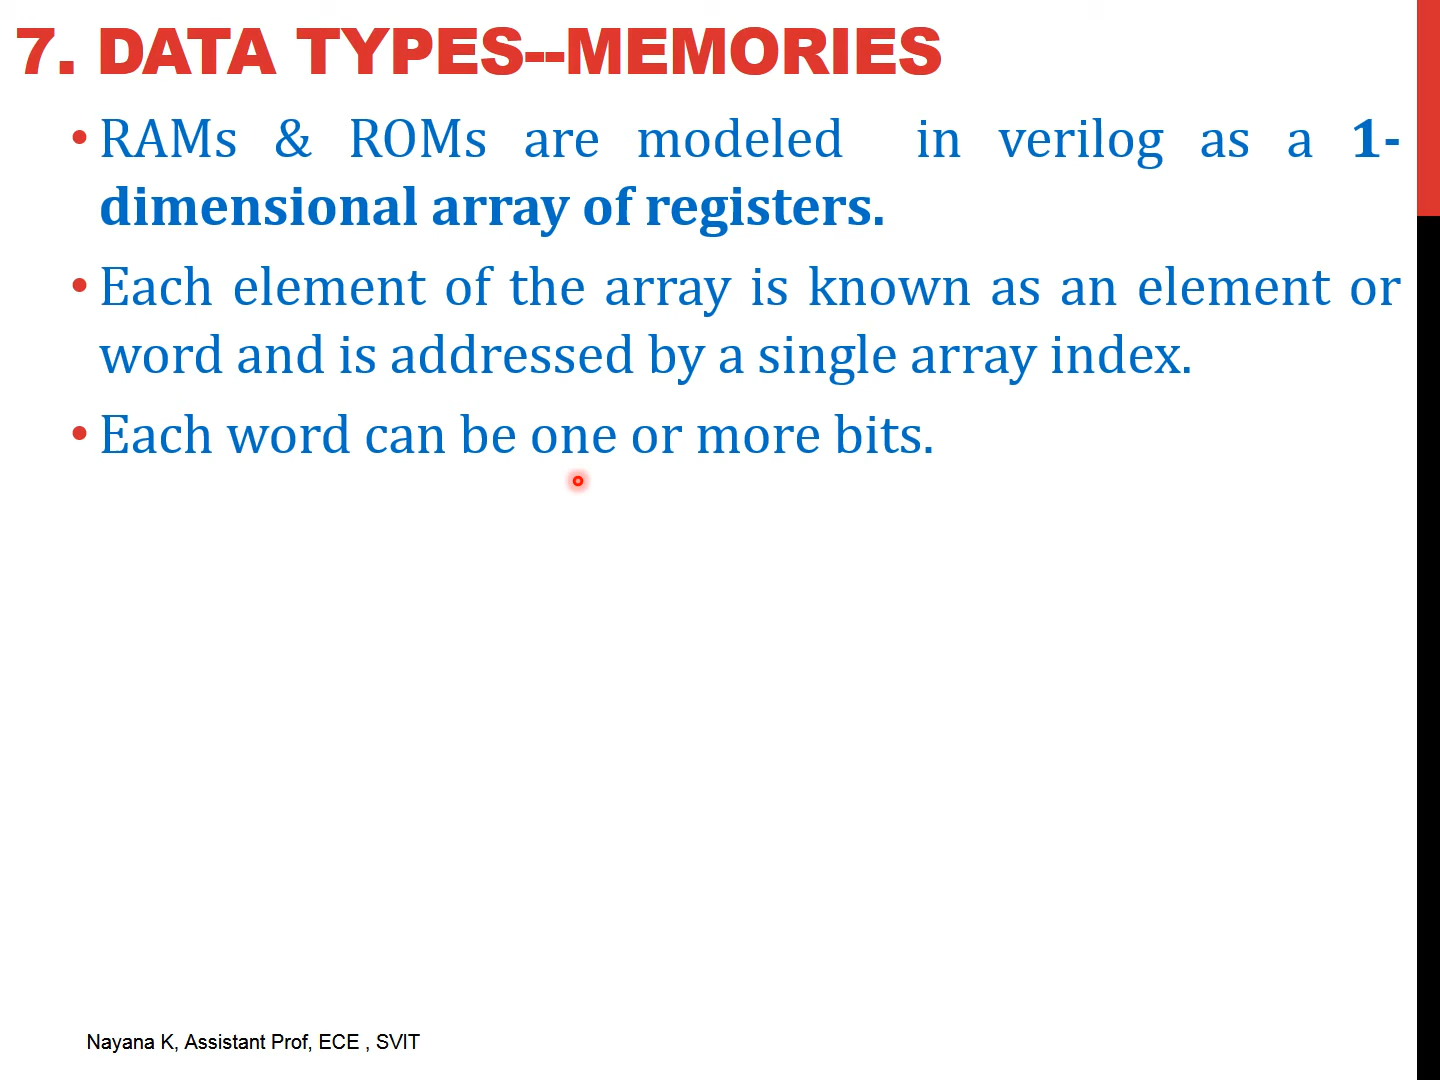 7. DATA TYPES--MEMORIES
•RAMs & ROMs are modeled in verilog as a 1-
dimensional array of registers.
•Each element of the array is known as an element or
word and is addressed by a single array index.
•Each word can be one or more bits.
Nayana K, Assistant Prof, ECE , SVIT